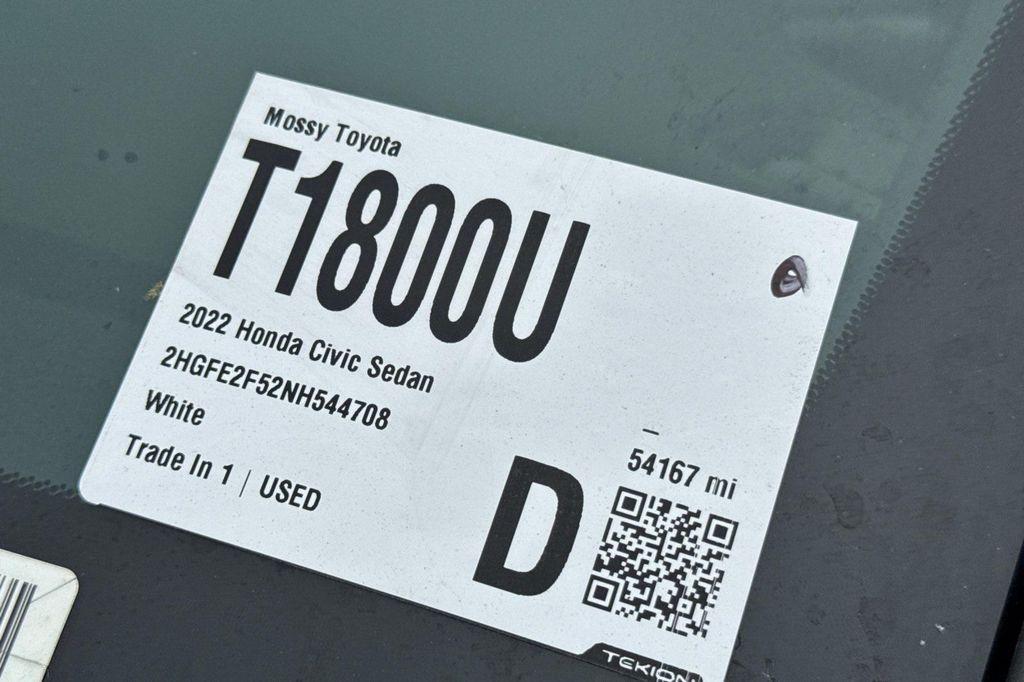 Mossy Toyota
T1800U
2022 Honda Civic Sedan
2HGFE2F52NH544708
White
Trade In 1 | USED
–
54167 mi
D
TEKION